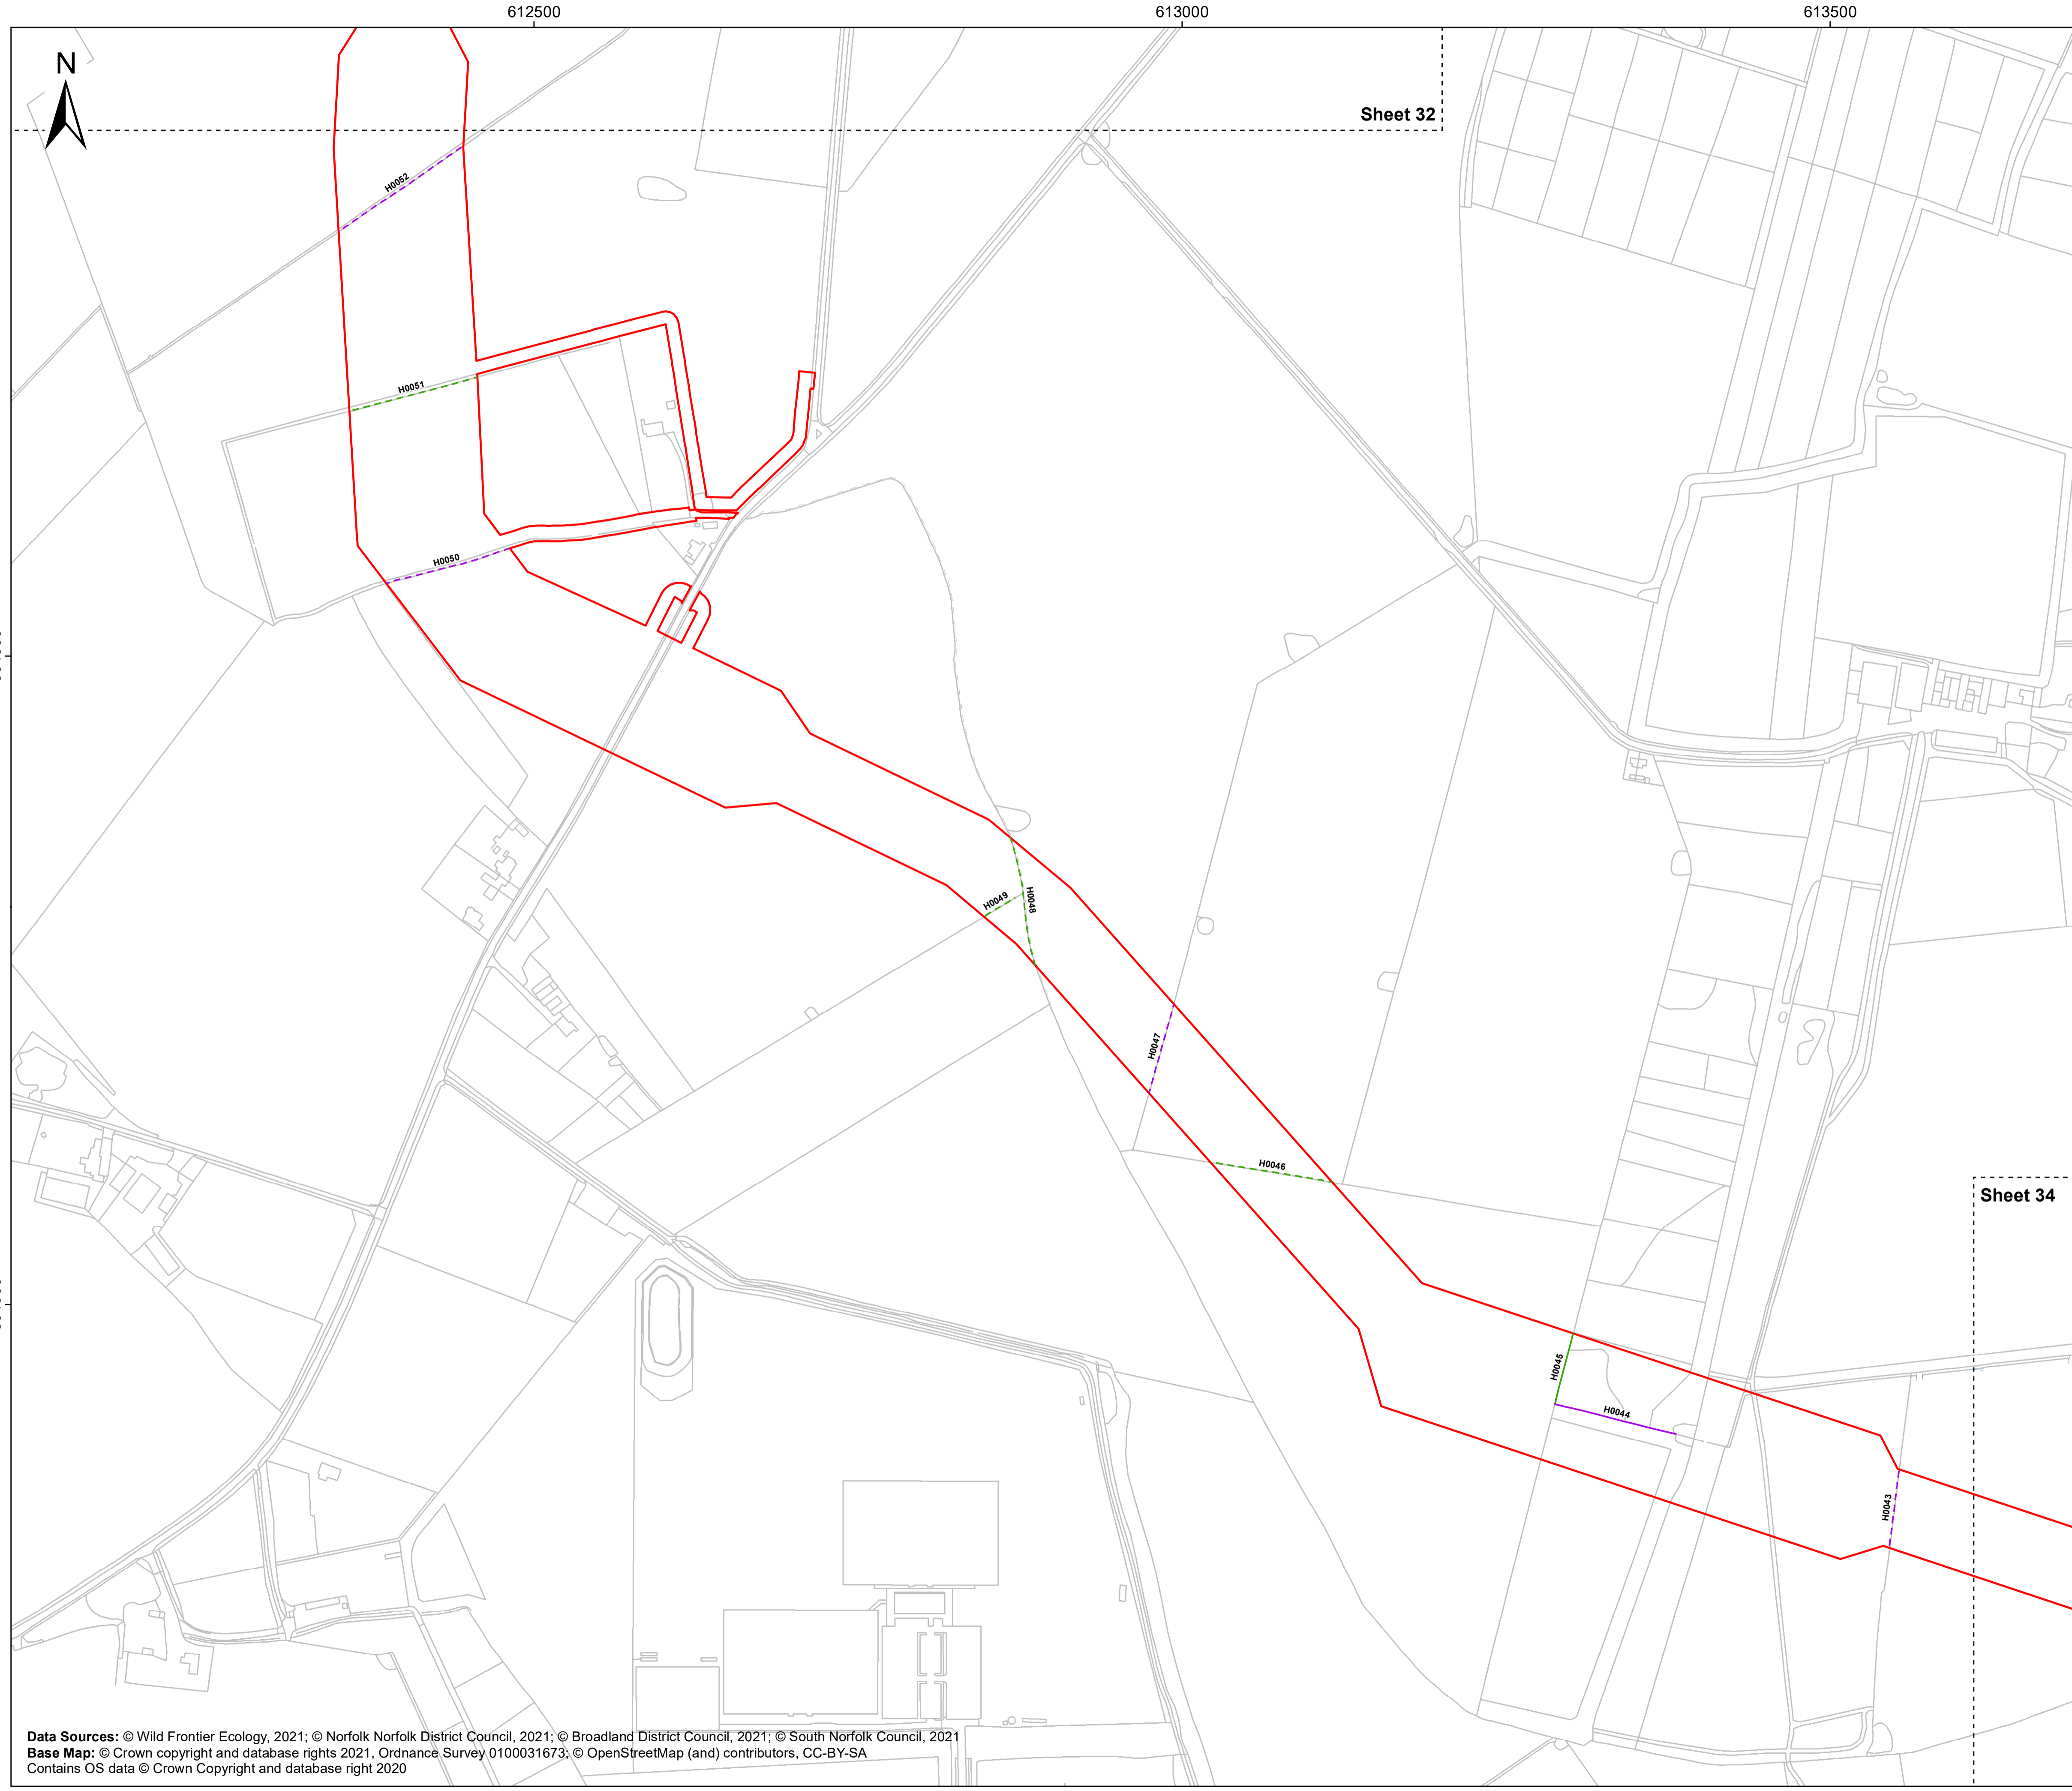 612500
613000
613500
N
Sheet 32
H0052
H0051
H0050
H0049
H0048
H0047
H0046
Sheet 34
H0045
H0044
H0043
Data Sources: © Wild Frontier Ecology, 2021; © Norfolk Norfolk District Council, 2021; © Broadland District Council, 2021; © South Norfolk Council, 2021
Base Map: © Crown copyright and database rights 2021, Ordnance Survey 0100031673; © OpenStreetMap (and) contributors, CC-BY-SA
Contains OS data © Crown Copyright and database right 2020